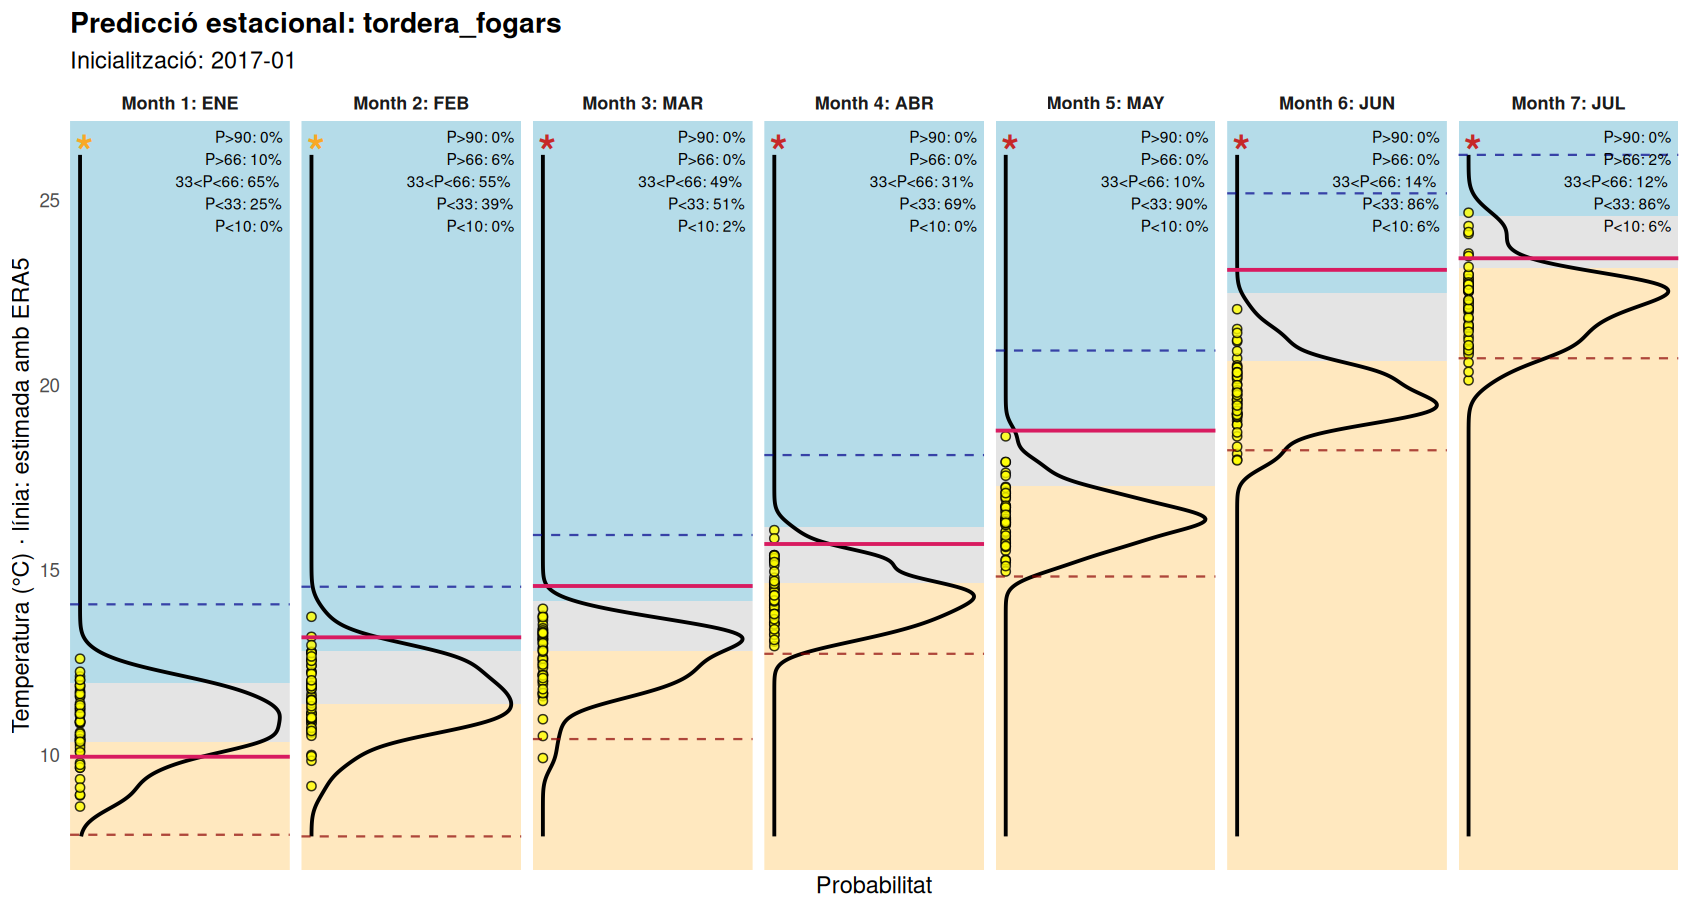 Predicció estacional: tordera_fogars
Inicialització: 2017-01
Month 1: ENE
Month 2: FEB
Month 3: MAR
Month 4: ABR
Month 5: MAY
Month 6: JUN
Month 7: JUL
*
P>90: 0%
P>66: 10%
33<P<66: 65%
P<33: 25%
P<10: 0%
*
P>90: 0%
P>66: 6%
33<P<66: 55%
P<33: 39%
P<10: 0%
*
P>90: 0%
P>66: 0%
33<P<66: 49%
P<33: 51%
P<10: 2%
*
P>90: 0%
P>66: 0%
33<P<66: 31%
P<33: 69%
P<10: 0%
*
P>90: 0%
P>66: 0%
33<P<66: 10%
P<33: 90%
P<10: 0%
*
P>90: 0%
P>66: 0%
33<P<66: 14%
P<33: 86%
P<10: 6%
*
P>90: 0%
P>66: 2%
33<P<66: 12%
P<33: 86%
P<10: 6%
25
20
15
10
Temperatura (°C) · línia: estimada amb ERA5
Probabilitat